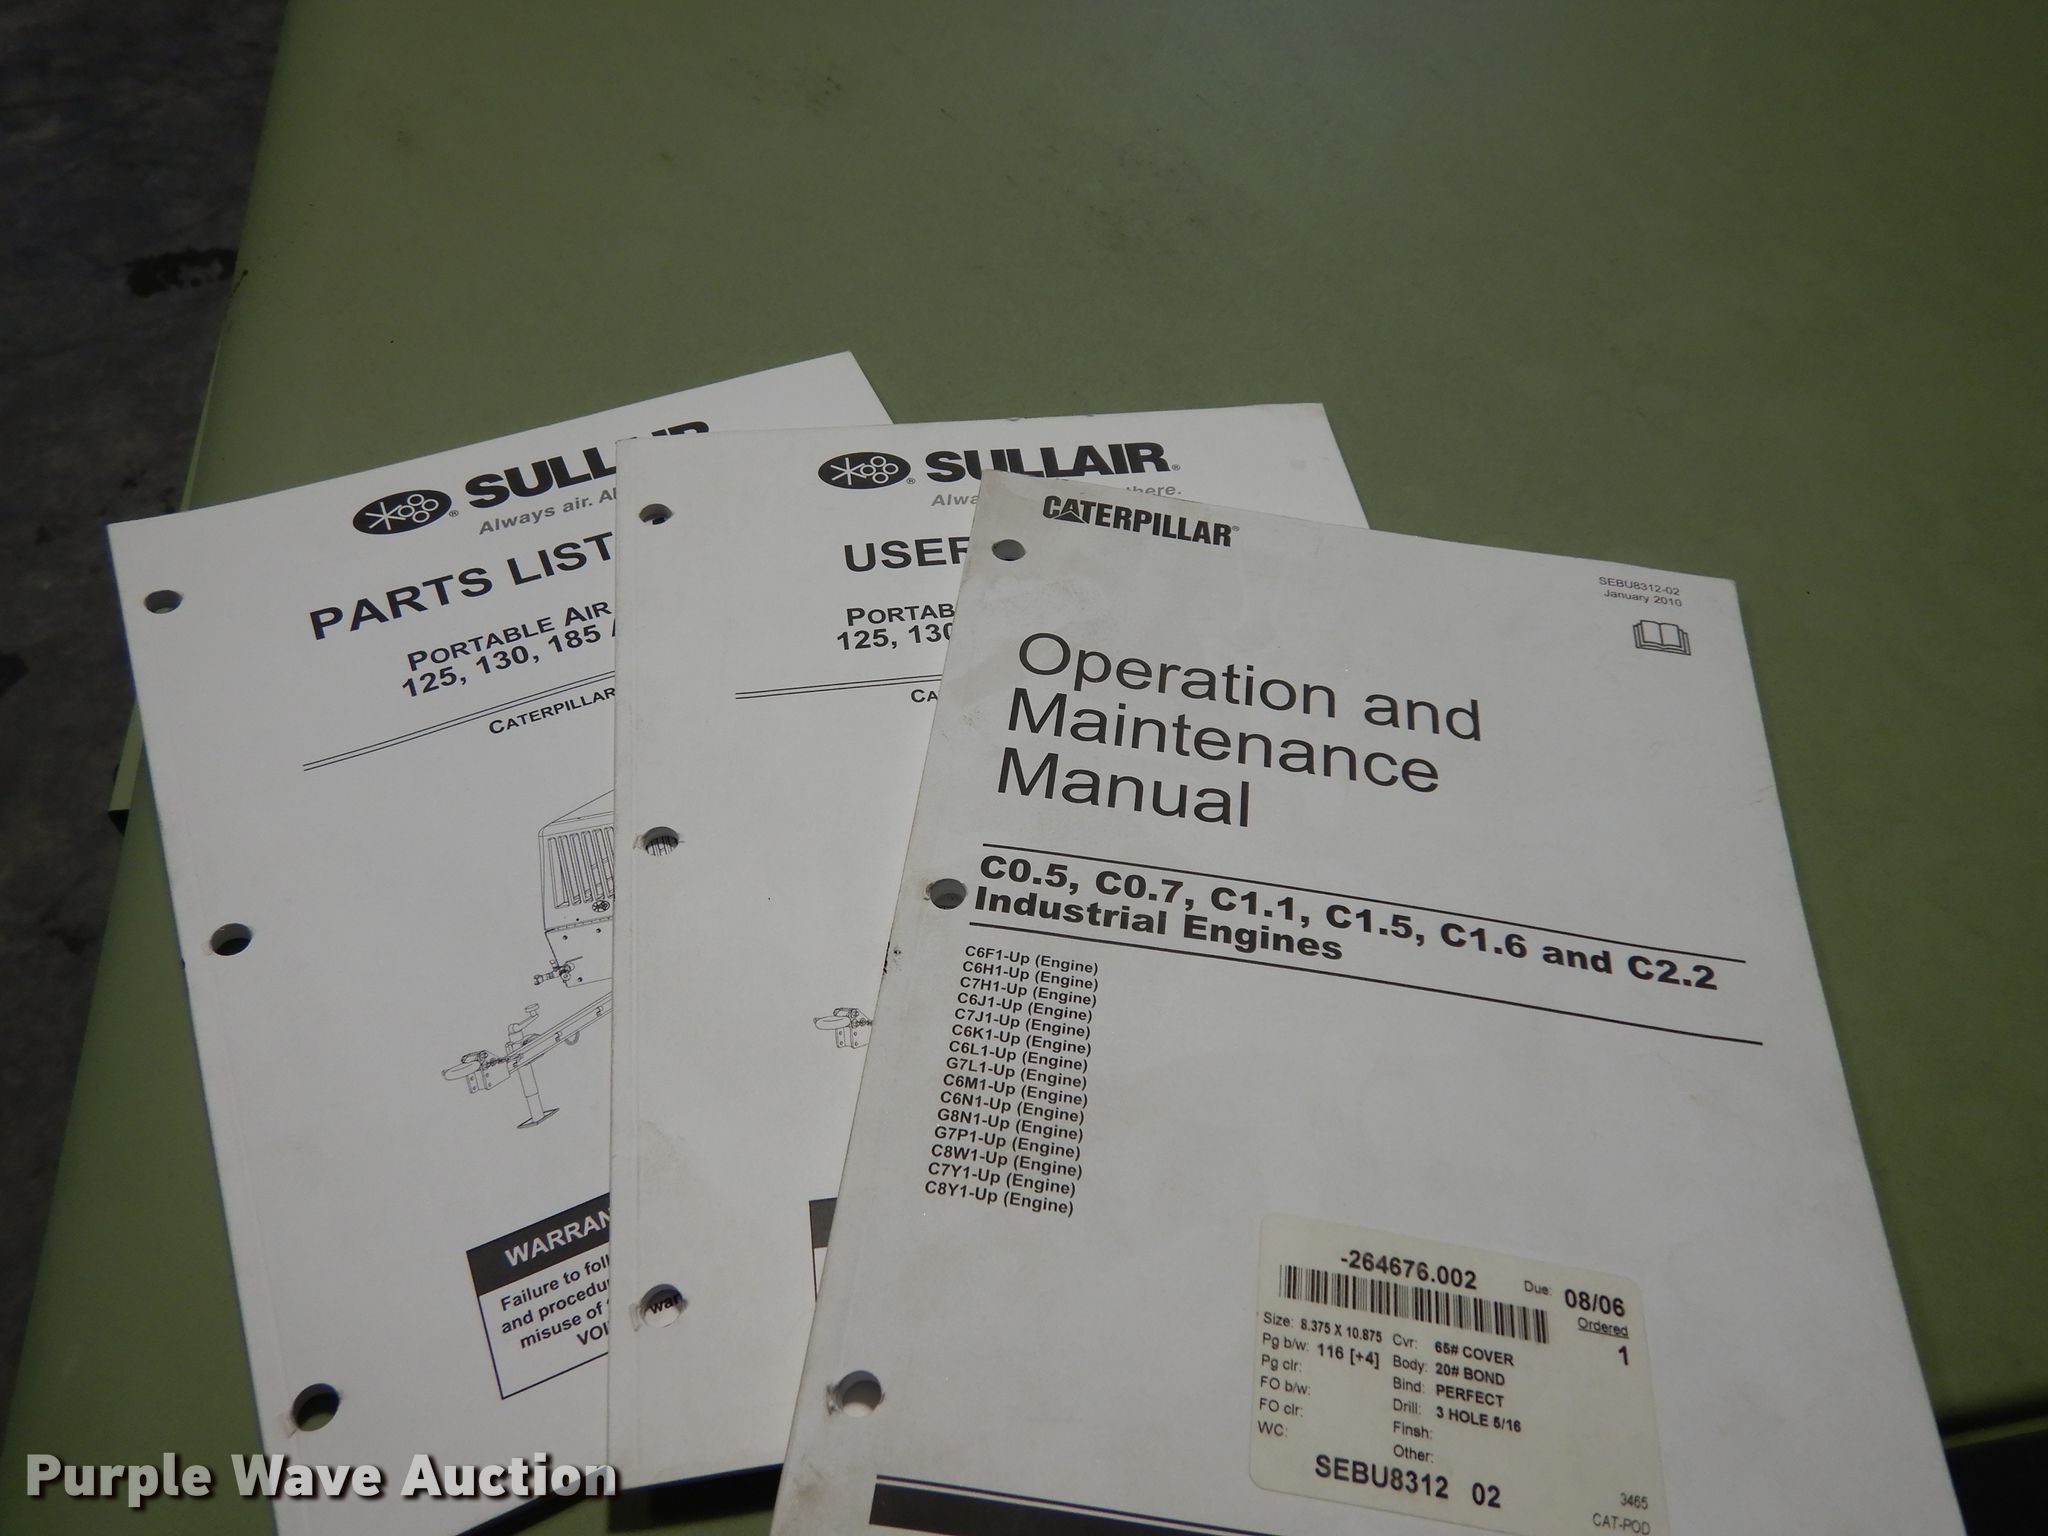 SULL
Always air. Al
PARTS LIST
PORTABLE AIR
125, 130, 185
CATERPILLAR
WARRAN
Failure to foll
and procedu
misuse of
VOI
SULLAIR®
Alwa
there.
USER
PORTAB
125, 130
CA
war
CATERPILLAR®
SEBU8312-02
January 2010
Operation and
Maintenance
Manual
C0.5, C0.7, C1.1, C1.5, C1.6 and C2.2
Industrial Engines
C6F1-Up (Engine)
C6H1-Up (Engine)
C7H1-Up (Engine)
C6J1-Up (Engine)
C7J1-Up (Engine)
C6K1-Up (Engine)
C6L1-Up (Engine)
G7L1-Up (Engine)
C6M1-Up (Engine)
C6N1-Up (Engine)
G8N1-Up (Engine)
G7P1-Up (Engine)
C8W1-Up (Engine)
C7Y1-Up (Engine)
C8Y1-Up (Engine)
-264676.002
Due: 08/06
Ordered
1
Size: 8.375 X 10.875 Cvr: 65# COVER
Pg b/w: 116 [+4] Body: 20# BOND
Pg clr: Bind: PERFECT
FO b/w: Drill: 3 HOLE 5/16
FO clr: Finsh:
WC: Other:
SEBU8312 02
3465
CAT-POD
Purple Wave Auction